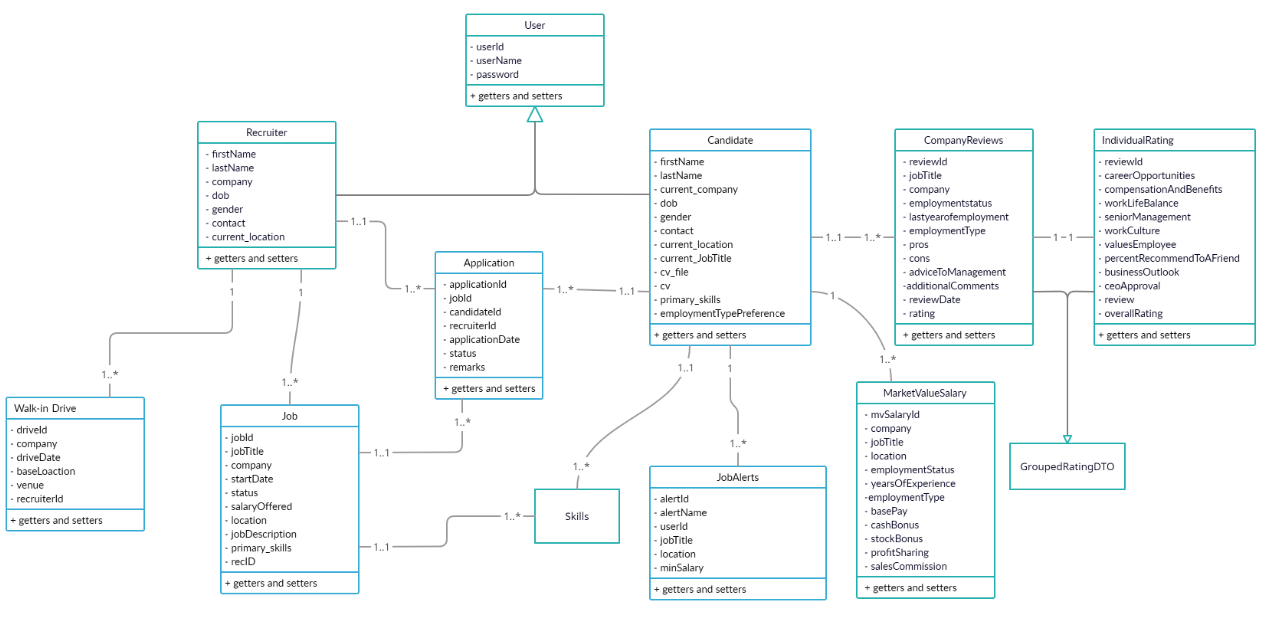 User
- userId
- userName
- password
+ getters and setters
Recruiter
- firstName
- lastName
- company
- dob
- gender
- contact
- current_location
+ getters and setters
Candidate
- firstName
- lastName
- current_company
- dob
- gender
- contact
- current_location
- current_JobTitle
- cv_file
- cv
- primary_skills
- employmentTypePreference
+ getters and setters
CompanyReviews
- reviewId
- jobTitle
- company
- employmentstatus
- lastyearofemployment
- employmentType
- pros
- cons
- adviceToManagement
-additionalComments
- reviewDate
- rating
+ getters and setters
IndividualRating
- reviewId
- careerOpportunities
- compensationAndBenefits
- workLifeBalance
- seniorManagement
- workCulture
- valuesEmployee
- percentRecommendToAFriend
- businessOutlook
- ceoApproval
- review
- overallRating
+ getters and setters
1..1
1..*
1..*
1..1
1..1
1..*
1
1
Application
- applicationId
- jobId
- candidateId
- recruiterId
- applicationDate
- status
- remarks
+ getters and setters
1
1
1
1..*
1..*
1..*
1..1
1
1..*
1..1
1..*
1..*
1..*
1..1
Walk-in Drive
- driveId
- company
- driveDate
- baseLoaction
- venue
- recruiterId
+ getters and setters
Job
- jobId
- jobTitle
- company
- startDate
- status
- salaryOffered
- location
- jobDescription
- primary_skills
- recID
+ getters and setters
Skills
JobAlerts
- alertId
- alertName
- userId
- jobTitle
- location
- minSalary
+ getters and setters
MarketValueSalary
- mvSalaryId
- company
- jobTitle
- location
- employmentStatus
- yearsOfExperience
-employmentType
- basePay
- cashBonus
- stockBonus
- profitSharing
- salesCommission
+ getters and setters
GroupedRatingDTO